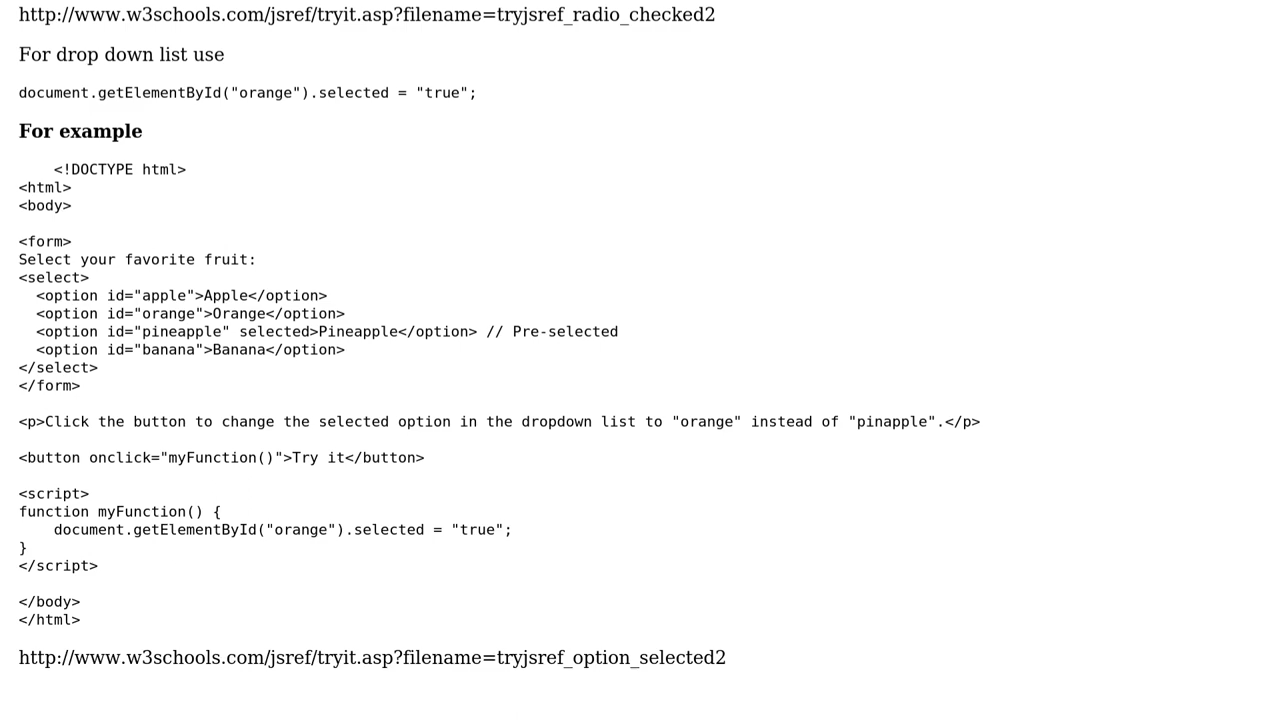 http://www.w3schools.com/jsref/tryit.asp?filename=tryjsref_radio_checked2
For drop down list use
document.getElementById("orange").selected = "true";
For example
    <!DOCTYPE html>
<html>
<body>

<form>
Select your favorite fruit:
<select>
  <option id="apple">Apple</option>
  <option id="orange">Orange</option>
  <option id="pineapple" selected>Pineapple</option> // Pre-selected
  <option id="banana">Banana</option>
</select>
</form>

<p>Click the button to change the selected option in the dropdown list to "orange" instead of "pinapple".</p>

<button onclick="myFunction()">Try it</button>

<script>
function myFunction() {
    document.getElementById("orange").selected = "true";
}
</script>

</body>
</html>
http://www.w3schools.com/jsref/tryit.asp?filename=tryjsref_option_selected2